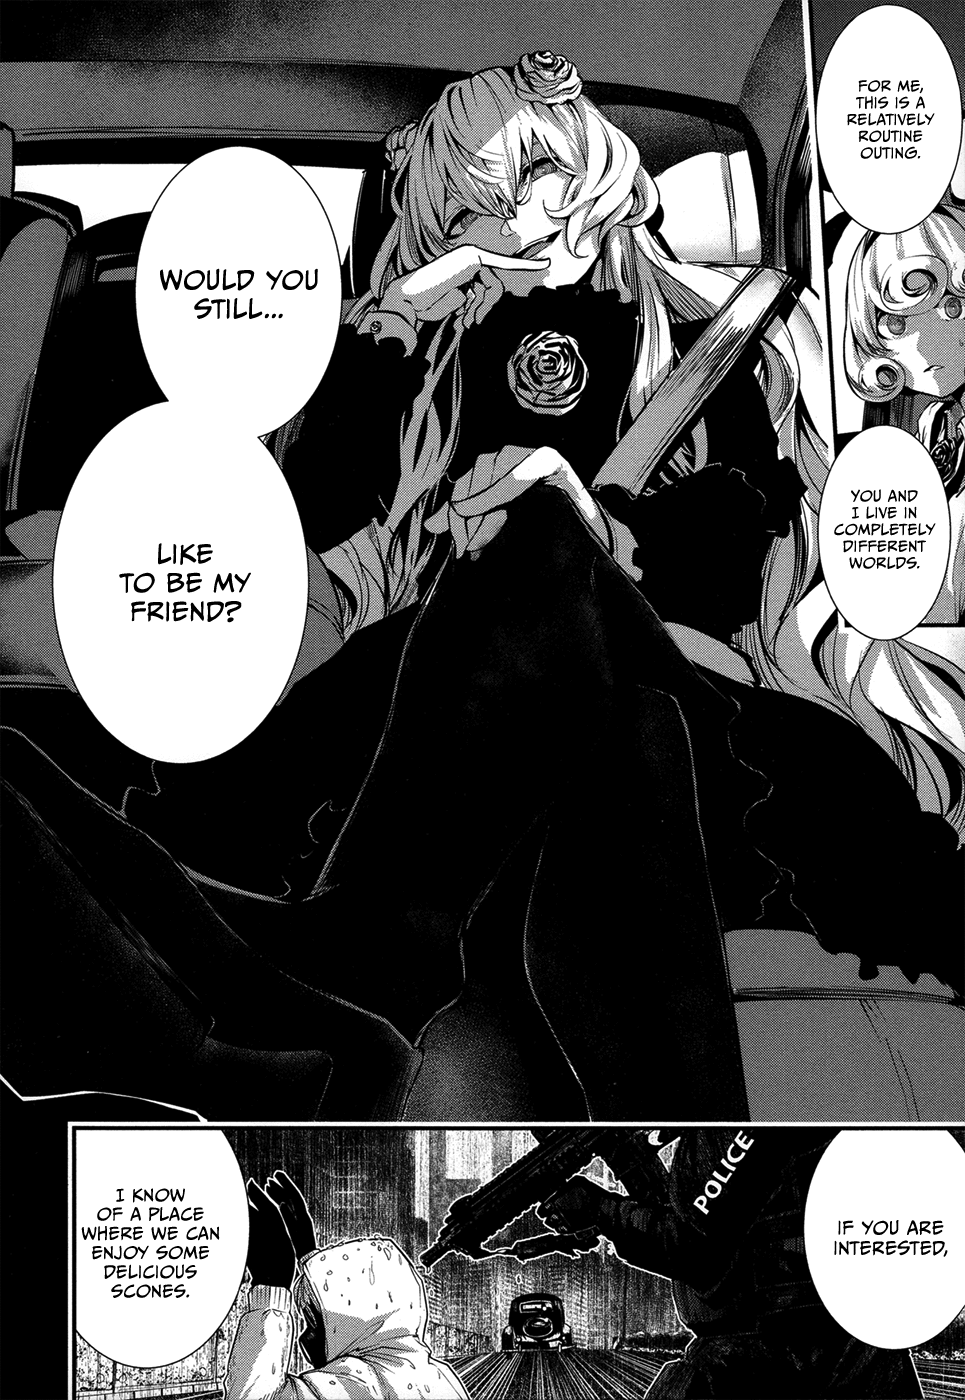 FOR ME,
THIS IS A
RELATIVELY
ROUTINE
OUTING.
YOU AND
I LIVE IN
COMPLETELY
DIFFERENT
WORLDS.
WOULD YOU
STILL...
LIKE
TO BE MY
FRIEND?
IF YOU ARE
INTERESTED,
POLICE
I KNOW
OF A PLACE
WHERE WE CAN
ENJOY SOME
DELICIOUS
SCONES.